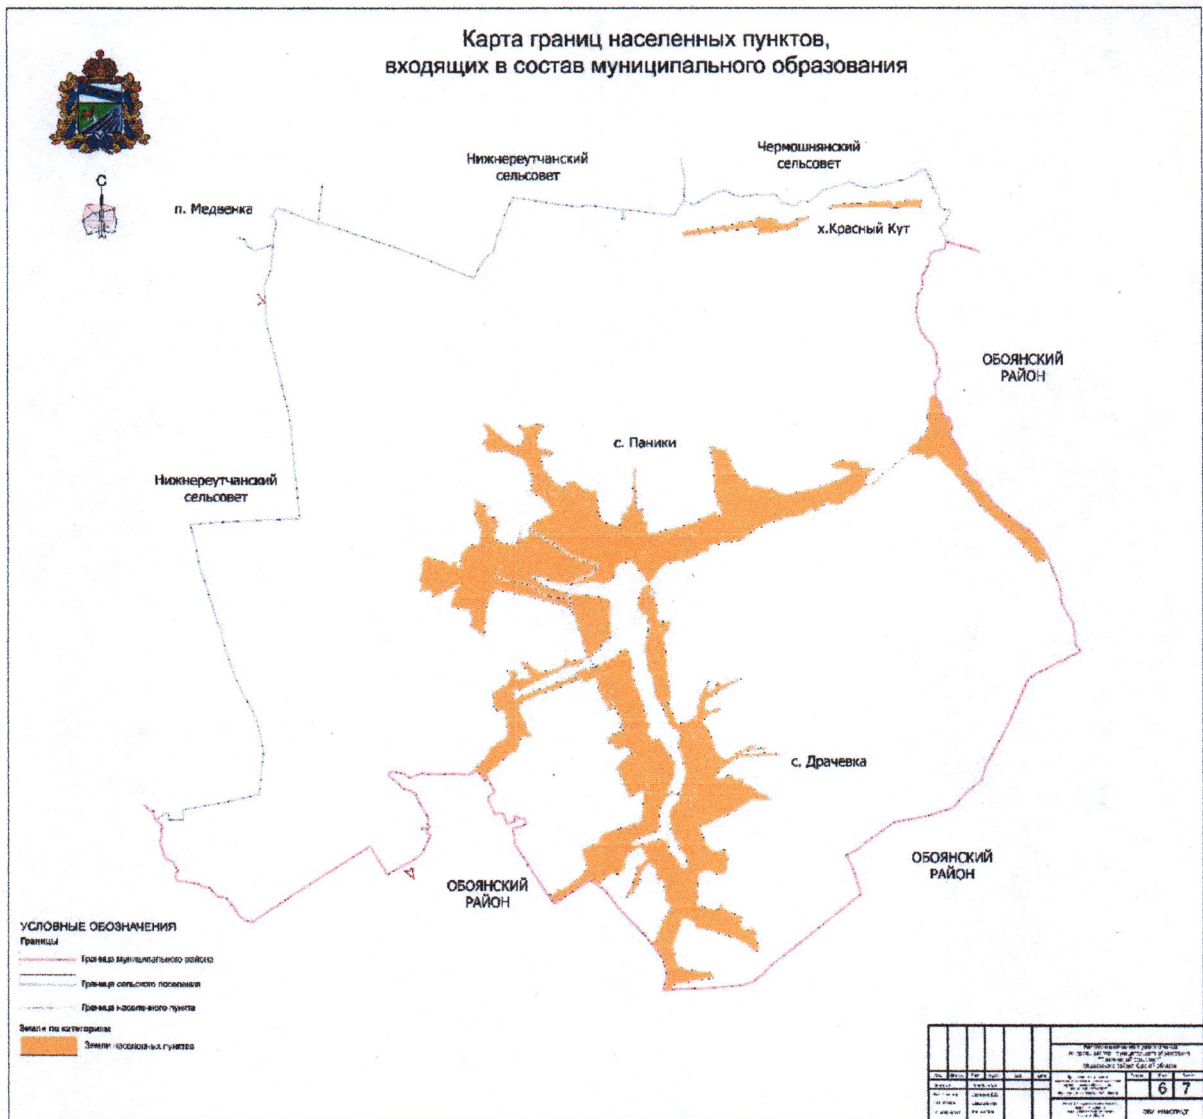 Карта границ населенных пунктов,
входящих в состав муниципального образования
С
п. Медвенка
Нижнереутчанский
сельсовет
Чермошнянский
сельсовет
х.Красный Кут
ОБОЯНСКИЙ
РАЙОН
с. Паники
Нижнереутчанский
сельсовет
с. Драчевка
ОБОЯНСКИЙ
РАЙОН
ОБОЯНСКИЙ
РАЙОН
УСЛОВНЫЕ ОБОЗНАЧЕНИЯ
Границы
Граница муниципального района
Граница сельского поселения
Граница населенного пункта
Земли по категориям
Земли населенных пунктов
6 7